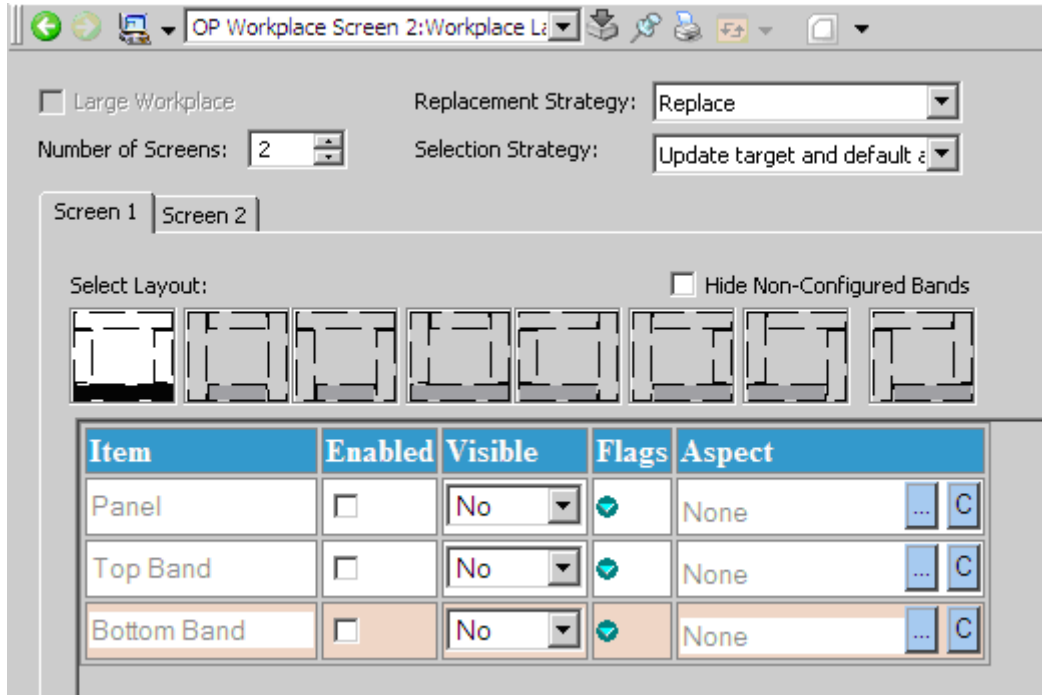 OP Workplace Screen 2:Workplace La
Large Workplace
Replacement Strategy: Replace
Number of Screens: 2
Selection Strategy: Update target and default a
Screen 1 Screen 2
Select Layout:
Hide Non-Configured Bands
Item Enabled Visible Flags Aspect
Panel No None ... C
Top Band No None ... C
Bottom Band No None ... C